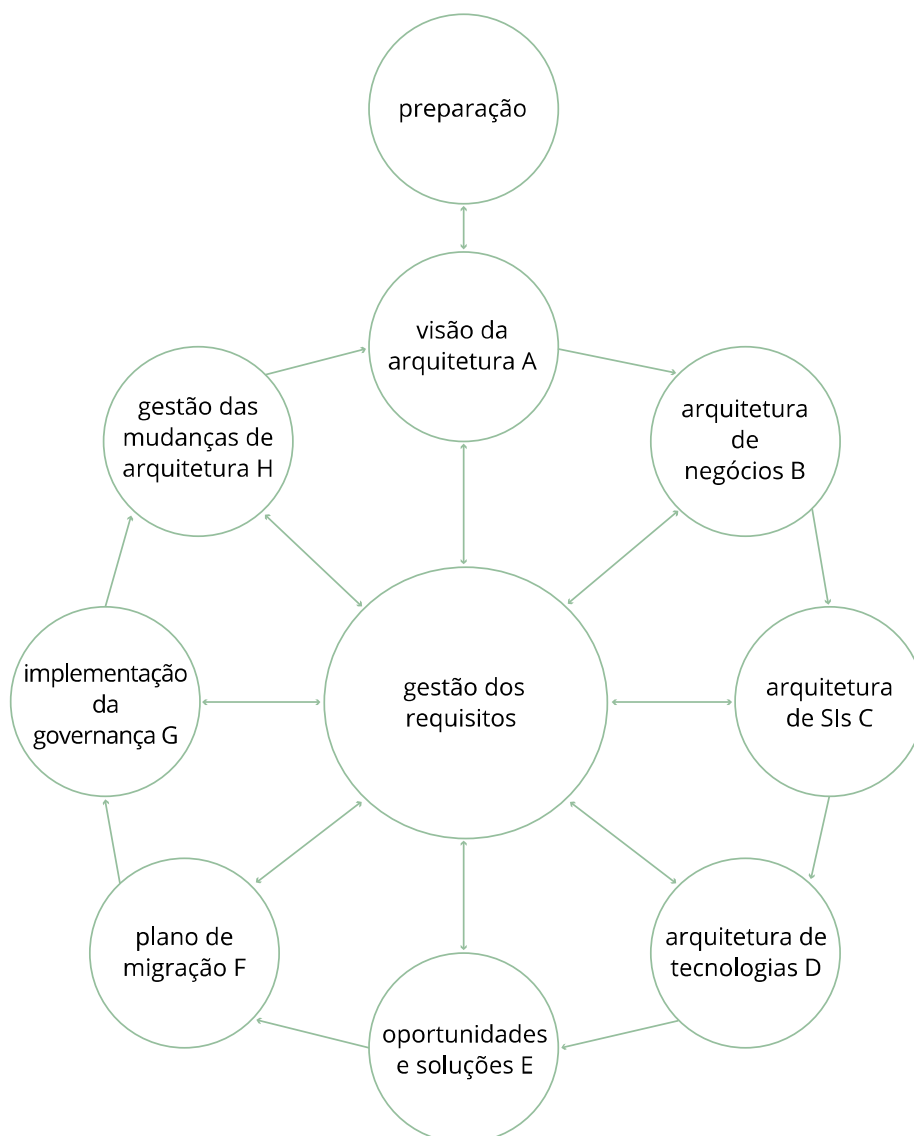 preparação
visão da
arquitetura A
arquitetura
de
negócios B
arquitetura
de SIs C
arquitetura de
tecnologias D
oportunidades
e soluções E
plano de
migração F
implementação
da
governança G
gestão das
mudanças de
arquitetura H
gestão dos
requisitos